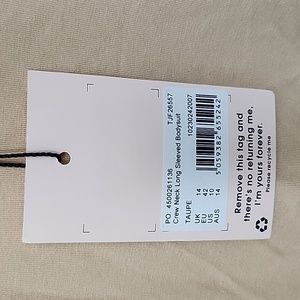 PO. 4500261136 TJF26557
Crew Neck Long Sleeved Bodysuit
TAUPE 10230242007
UK 14
EU 42
US 10
AUS 14
5 059382 655242
Remove this tag and
there's no returning me,
I'm yours forever.
Please recycle me